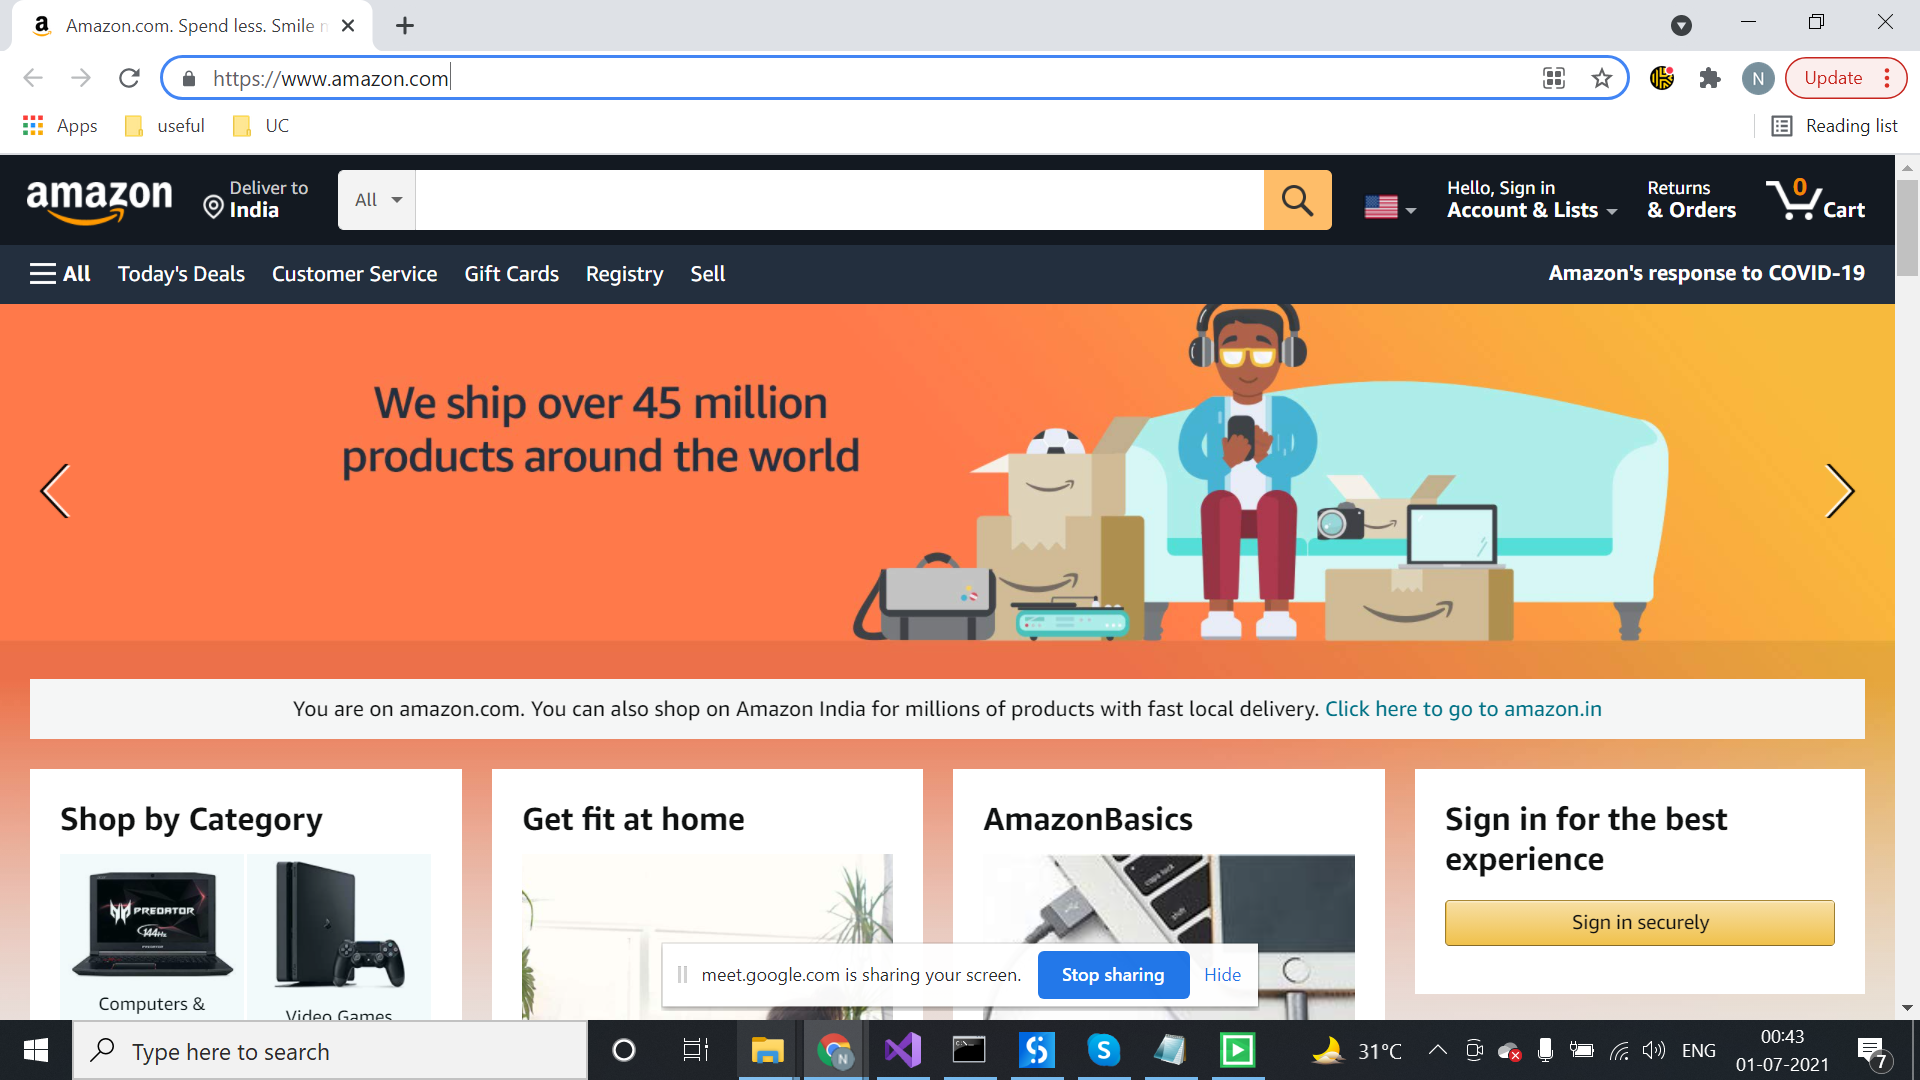 Amazon.com. Spend less. Smile
https://www.amazon.com
N
Update
Apps
useful
UC
Reading list
amazon
Deliver to
India
All
Hello, Sign in
Account & Lists
Returns
& Orders
0
Cart
All
Today's Deals
Customer Service
Gift Cards
Registry
Sell
Amazon's response to COVID-19
We ship over 45 million
products around the world
You are on amazon.com. You can also shop on Amazon India for millions of products with fast local delivery. Click here to go to amazon.in
Shop by Category
Get fit at home
AmazonBasics
Sign in for the best
experience
PREDATOR
144Hz
caps lock
shift
Sign in securely
Computers &
Video Games
meet.google.com is sharing your screen.
Stop sharing
Hide
Type here to search
N
S
31°C
ENG
00:43
01-07-2021
7